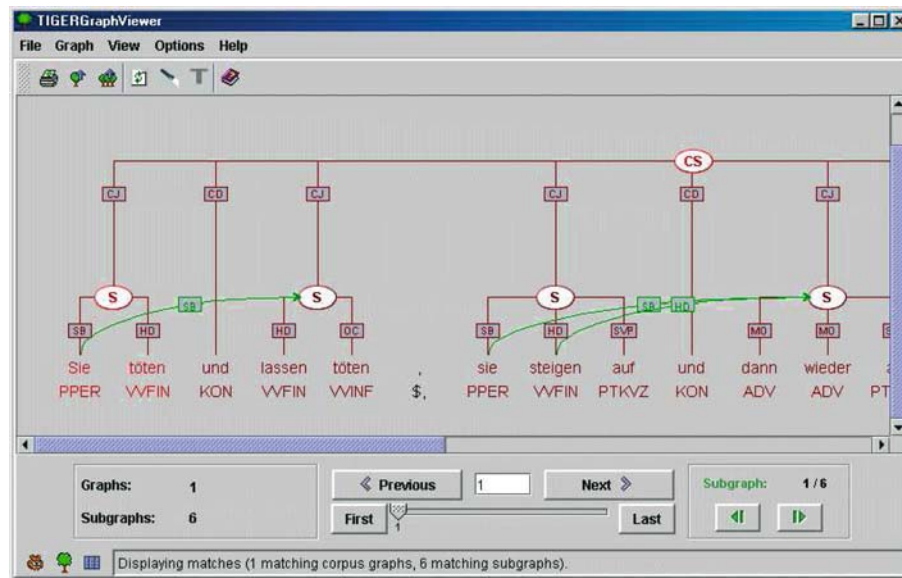 TIGERGraphViewer
File Graph View Options Help
CS
CJ CD CJ CJ CD CJ
S S S S
SB SB HD
SB HD HD OC SB HD SVP MO MO
Sie töten und lassen töten , sie steigen auf und dann wieder
PPER VVFIN KON VVFIN VVINF $, PPER VVFIN PTKVZ KON ADV ADV PT
Graphs: 1
Subgraphs: 6
Previous 1 Next
First 1 Last
Subgraph: 1 / 6
Displaying matches (1 matching corpus graphs, 6 matching subgraphs).